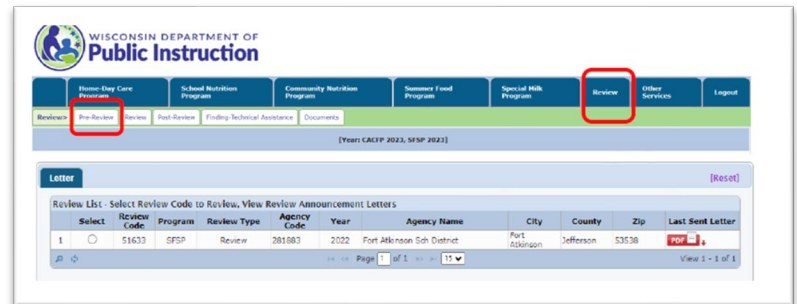 WISCONSIN DEPARTMENT OF
Public Instruction
Home-Day Care Program School Nutrition Program Community Nutrition Program Summer Food Program Special Milk Program Review Other Services Logout
Review> Pre-Review Review Post-Review Finding-Technical Assistance Documents
[Year: CACFP 2023, SFSP 2023]
Letter [Reset]
Review List - Select Review Code to Review, View Review Announcement Letters
Select Review Code Program Review Type Agency Code Year Agency Name City County Zip Last Sent Letter
1 51633 SFSP Review 281883 2022 Fort Atkinson Sch District Fort Atkinson Jefferson 53538 PDF
Page 1 of 1 15 View 1 - 1 of 1